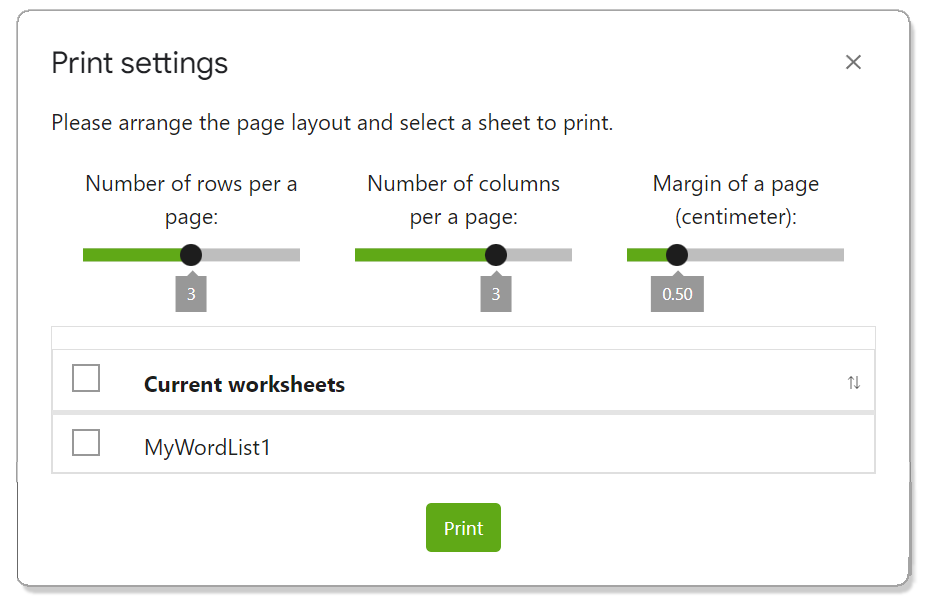 Print settings
Please arrange the page layout and select a sheet to print.
Number of rows per a
page:
3
Number of columns
per a page:
3
Margin of a page
(centimeter):
0.50
Current worksheets
MyWordList1
Print